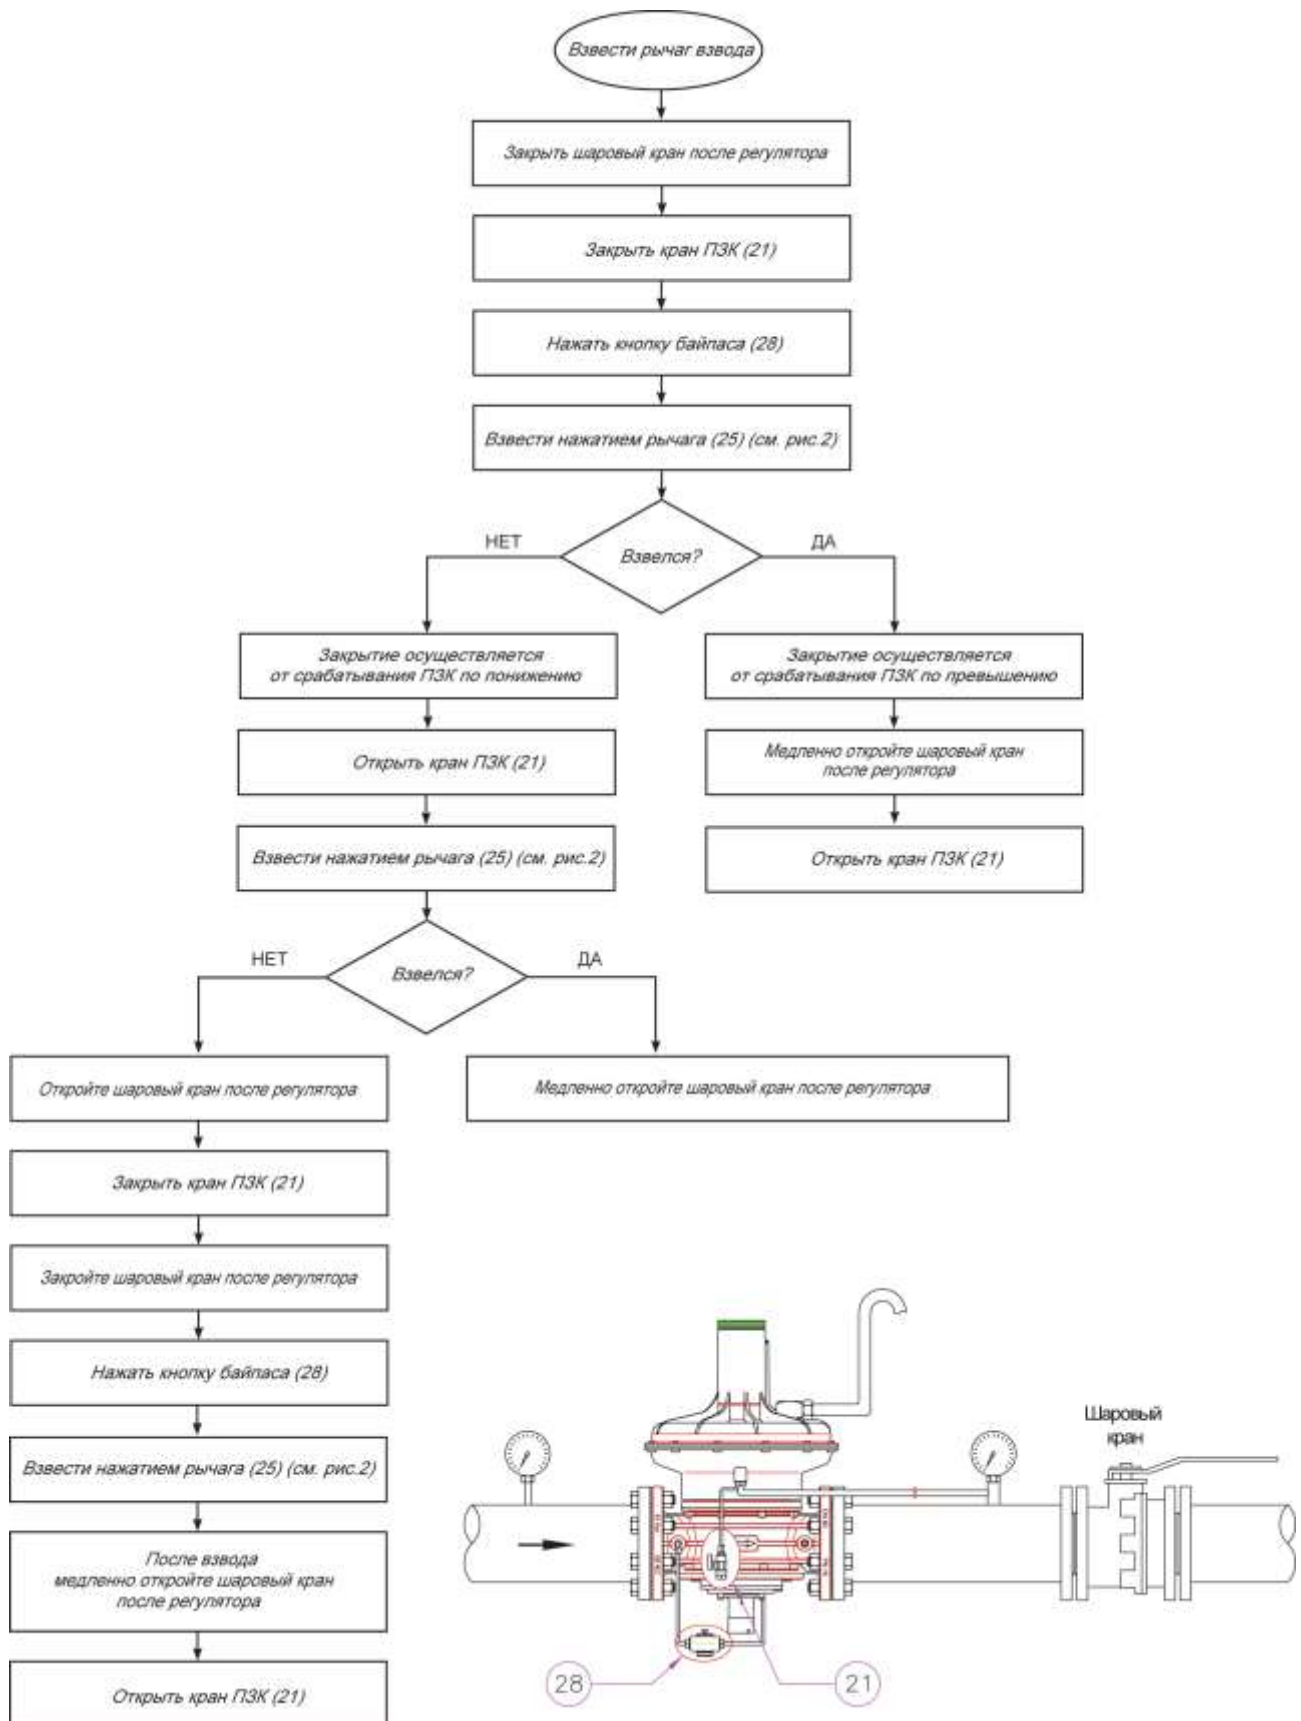 Взвести рычаг взвода
Закрыть шаровый кран после регулятора
Закрыть кран ПЗК (21)
Нажать кнопку байпаса (28)
Взвести нажатием рычага (25) (см. рис.2)
НЕТ
Взвелся?
ДА
Закрытие осуществляется
от срабатывания ПЗК по понижению
Закрытие осуществляется
от срабатывания ПЗК по превышению
Открыть кран ПЗК (21)
Медленно откройте шаровый кран
после регулятора
Взвести нажатием рычага (25) (см. рис.2)
Открыть кран ПЗК (21)
НЕТ
Взвелся?
ДА
Откройте шаровый кран после регулятора
Медленно откройте шаровый кран после регулятора
Закрыть кран ПЗК (21)
Закройте шаровый кран после регулятора
Нажать кнопку байпаса (28)
Взвести нажатием рычага (25) (см. рис.2)
После взвода
медленно откройте шаровый кран
после регулятора
Открыть кран ПЗК (21)
Шаровый
кран
28
21